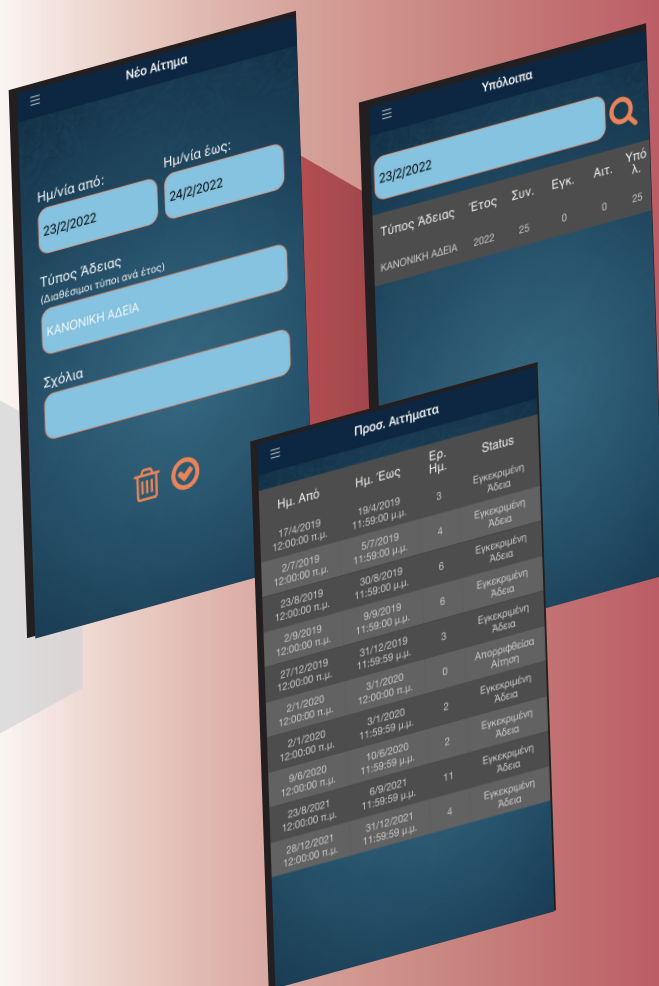 Νέο Αίτημα
Ημ/νία από:
Ημ/νία έως:
23/2/2022
24/2/2022
Τύπος Άδειας
(Διαθέσιμοι τύποι ανά έτος)
ΚΑΝΟΝΙΚΗ ΑΔΕΙΑ
Σχόλια
Υπόλοιπα
23/2/2022
Τύπος Άδειας Έτος Συν. Εγκ. Αιτ. Υπό
λ.
ΚΑΝΟΝΙΚΗ ΑΔΕΙΑ 2022 25 0 0 25
Προσ. Αιτήματα
Ημ. Από Ημ. Έως Ερ. Status
Ημ.
17/4/2019 19/4/2019 3 Εγκεκριμένη
12:00:00 π.μ. 11:59:00 μ.μ. Άδεια
2/7/2019 5/7/2019 4 Εγκεκριμένη
12:00:00 π.μ. 11:59:00 μ.μ. Άδεια
23/8/2019 30/8/2019 6 Εγκεκριμένη
12:00:00 π.μ. 11:59:00 μ.μ. Άδεια
2/9/2019 9/9/2019 6 Εγκεκριμένη
12:00:00 π.μ. 11:59:00 μ.μ. Άδεια
27/12/2019 31/12/2019 3 Εγκεκριμένη
12:00:00 π.μ. 11:59:59 μ.μ. Άδεια
2/1/2020 3/1/2020 0 Απορριφθείσα
12:00:00 π.μ. 12:00:00 π.μ. Αίτηση
2/1/2020 3/1/2020 2 Εγκεκριμένη
12:00:00 π.μ. 11:59:59 μ.μ. Άδεια
9/6/2020 10/6/2020 2 Εγκεκριμένη
12:00:00 π.μ. 11:59:59 μ.μ. Άδεια
23/8/2021 6/9/2021 11 Εγκεκριμένη
12:00:00 π.μ. 11:59:59 μ.μ. Άδεια
28/12/2021 31/12/2021 4 Εγκεκριμένη
12:00:00 π.μ. 11:59:59 μ.μ. Άδεια